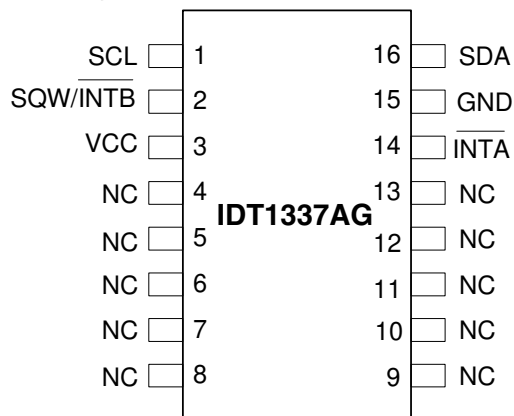 SCL 1 16 SDA
SQW/INTB 2 15 GND
VCC 3 14 INTA
NC 4 13 NC
IDT1337AG
NC 5 12 NC
NC 6 11 NC
NC 7 10 NC
NC 8 9 NC